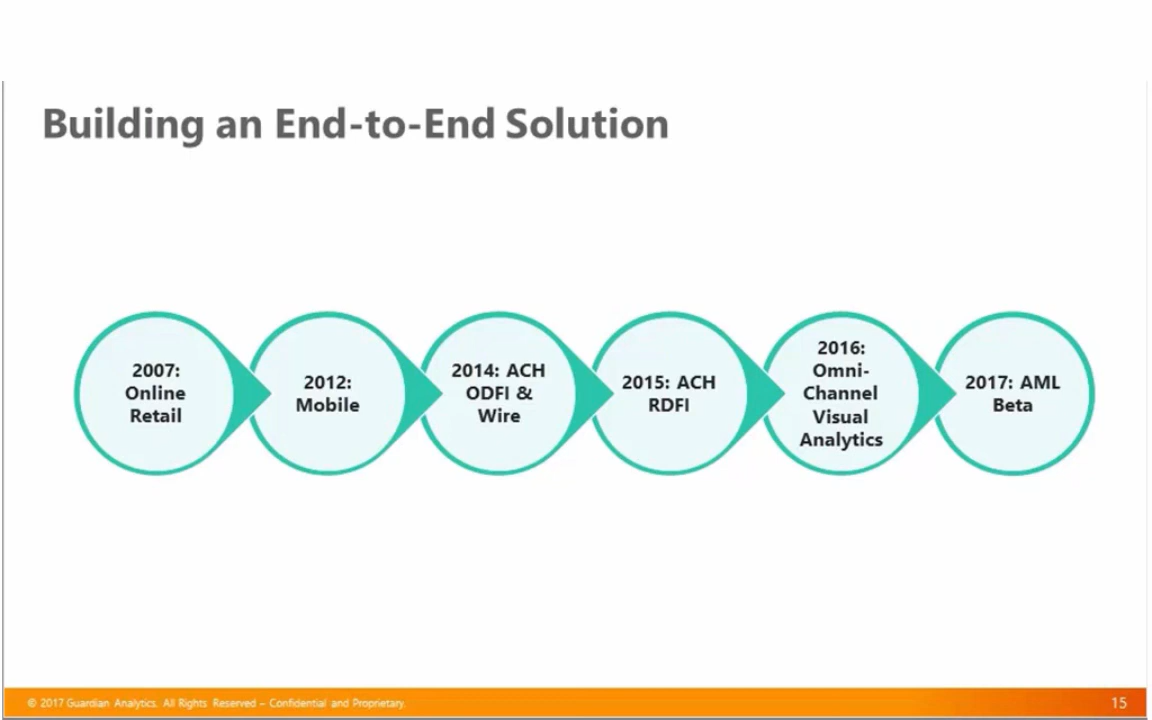 Building an End-to-End Solution
2007:
Online
Retail
2012:
Mobile
2014: ACH
ODFI &
Wire
2015: ACH
RDFI
2016:
Omni-
Channel
Visual
Analytics
2017: AML
Beta
© 2017 Guardian Analytics. All Rights Reserved – Confidential and Proprietary.
15